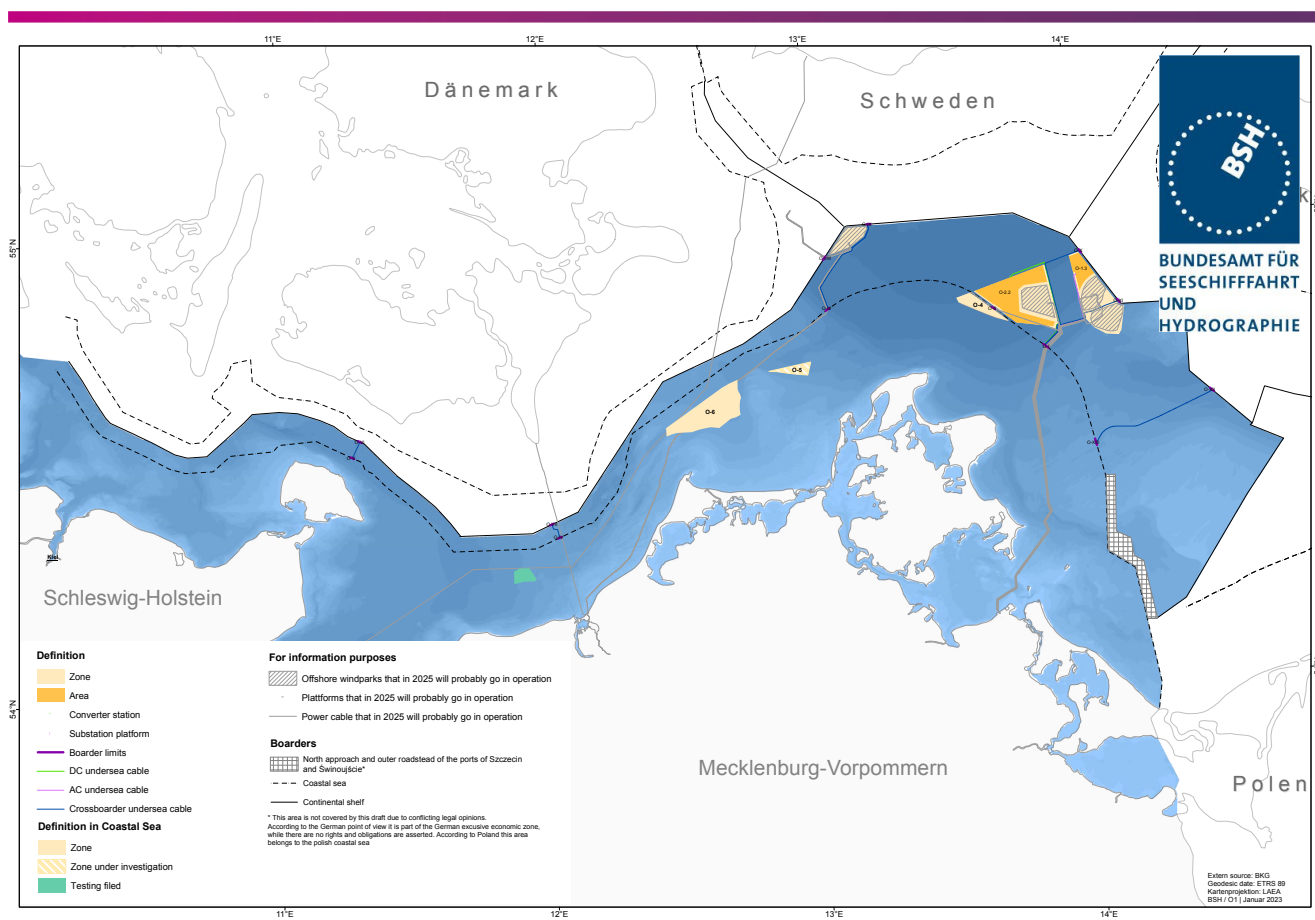 11°E
12°E
13°E
14°E
Dänemark
Schweden
BSH
BUNDESAMT FÜR
SEESCHIFFFAHRT
UND
HYDROGRAPHIE
k
55°N
O-1.3
O-2.2
O-4
O-5
O-6
Kiel
Schleswig-Holstein
54°N
Mecklenburg-Vorpommern
Polen
Definition
Zone
Area
Converter station
Substation platform
Boarder limits
DC undersea cable
AC undersea cable
Crossboarder undersea cable
Definition in Coastal Sea
Zone
Zone under investigation
Testing filed
For information purposes
Offshore windparks that in 2025 will probably go in operation
Plattforms that in 2025 will probably go in operation
Power cable that in 2025 will probably go in operation
Boarders
North approach and outer roadstead of the ports of Szczecin
and Świnoujście*
Coastal sea
Continental shelf
* This area is not covered by this draft due to conflicting legal opinions.
According to the German point of view it is part of the German excusive economic zone,
while there are no rights and obligations are asserted. According to Poland this area
belongs to the polish coastal sea
Extern source: BKG
Geodesic date: ETRS 89
Kartenprojektion: LAEA
BSH / O1 | Januar 2023
11°E
12°E
13°E
14°E